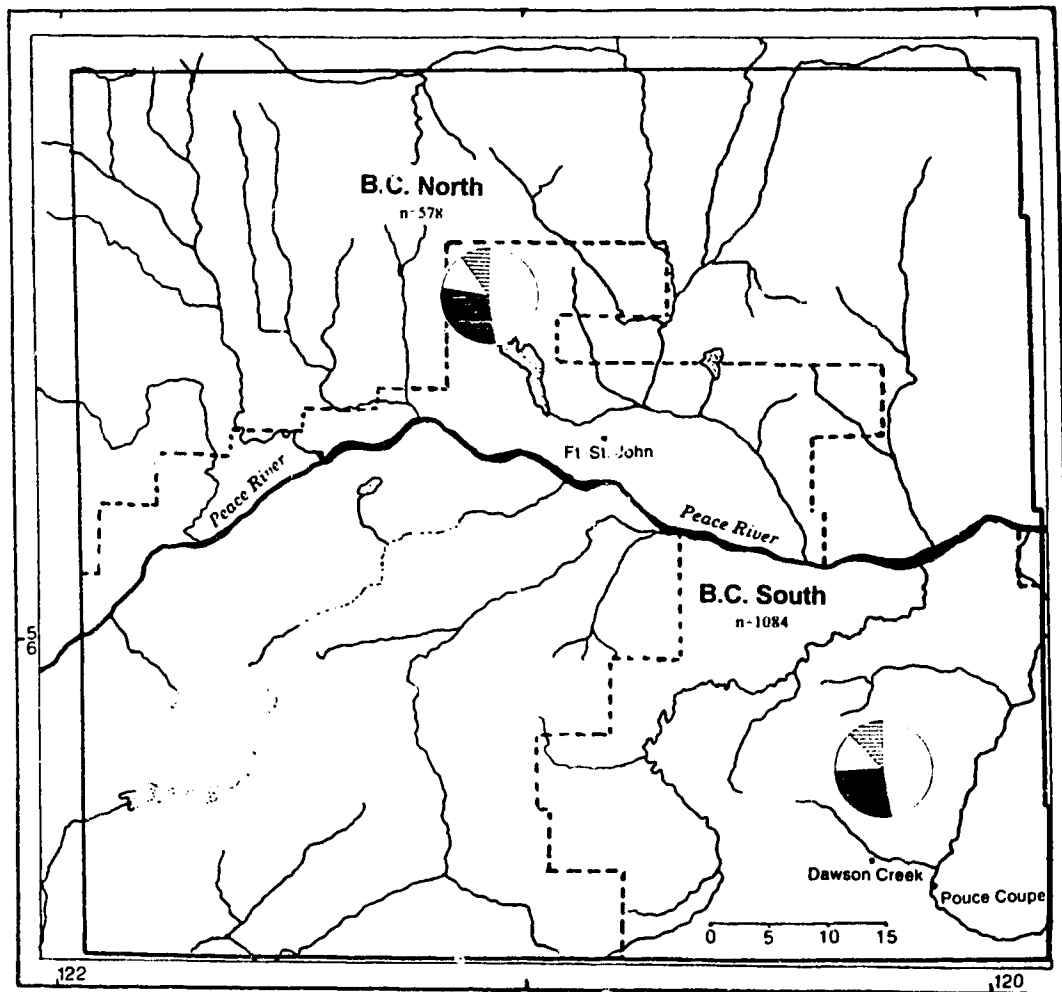 B.C. North
n-578
Ft St. John
Peace River
Peace River
B.C. South
n-1084
56
Dawson Creek
Pouce Coupe
0 5 10 15
122
120